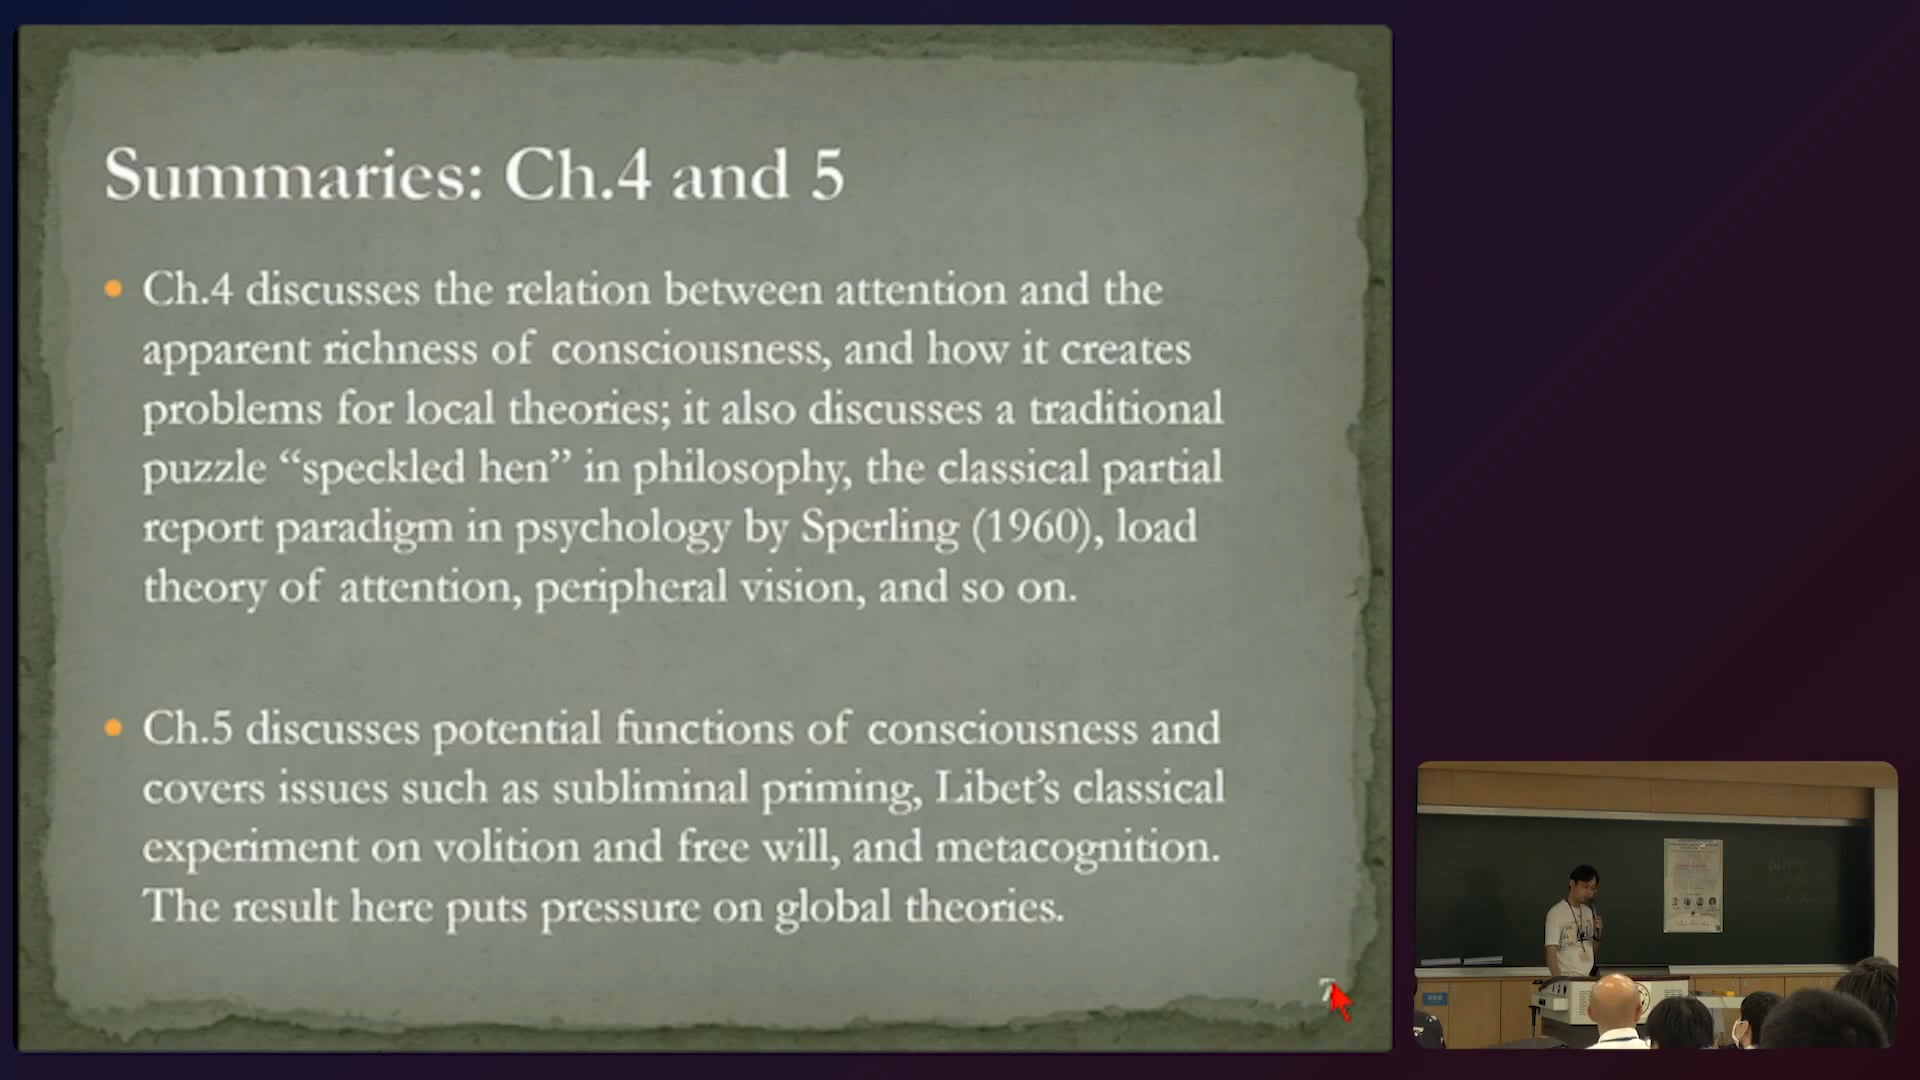 Summaries: Ch.4 and 5
• Ch.4 discusses the relation between attention and the
apparent richness of consciousness, and how it creates
problems for local theories; it also discusses a traditional
puzzle “speckled hen” in philosophy, the classical partial
report paradigm in psychology by Sperling (1960), load
theory of attention, peripheral vision, and so on.
• Ch.5 discusses potential functions of consciousness and
covers issues such as subliminal priming, Libet’s classical
experiment on volition and free will, and metacognition.
The result here puts pressure on global theories.
7